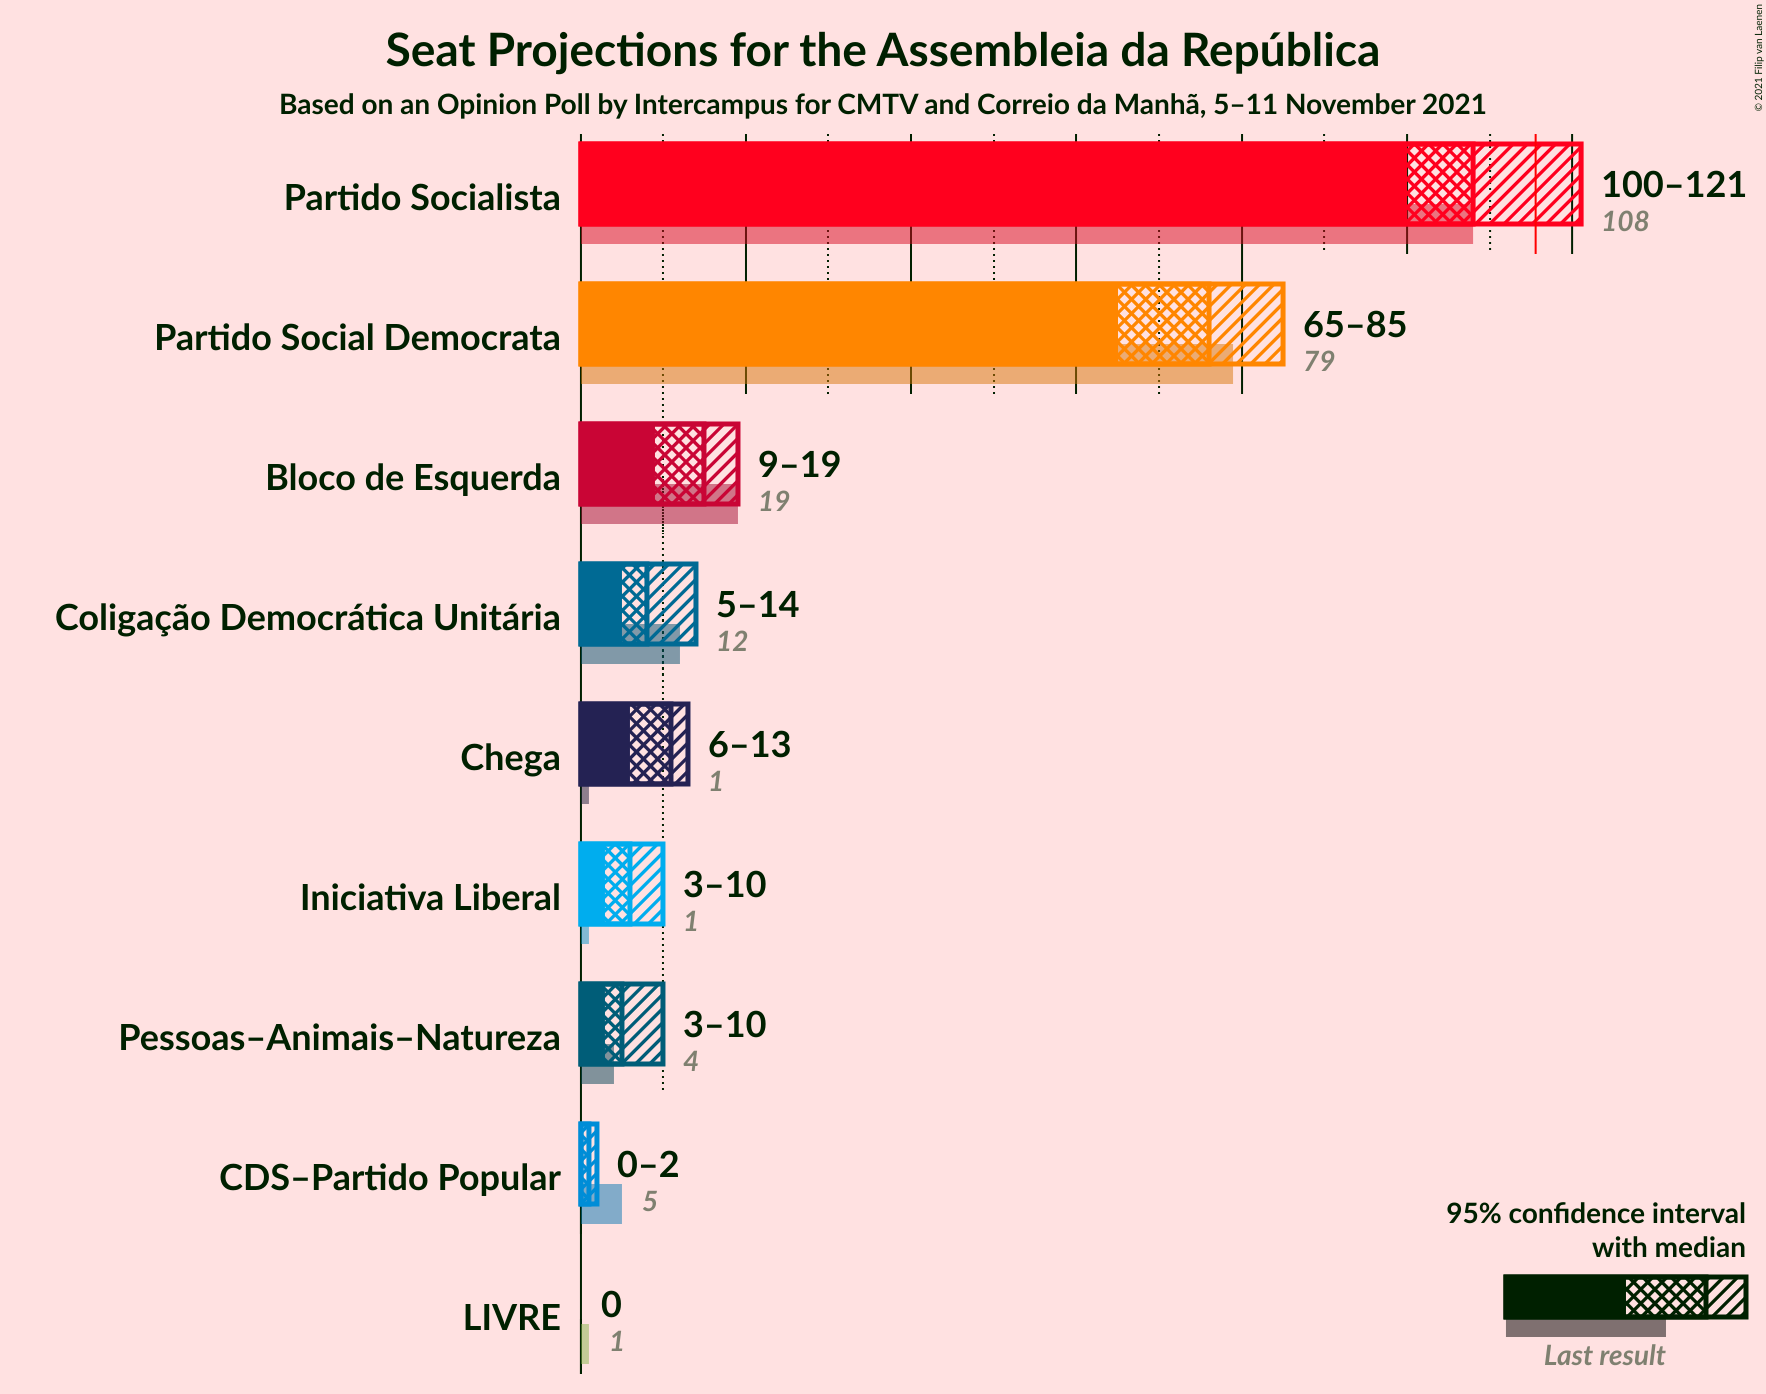 Seat Projections for the Assembleia da República
Based on an Opinion Poll by Intercampus for CMTV and Correio da Manhã, 5–11 November 2021
© 2021 Filip van Laenen
Partido Socialista
100–121
108
Partido Social Democrata
65–85
79
Bloco de Esquerda
9–19
19
Coligação Democrática Unitária
5–14
12
Chega
6–13
1
Iniciativa Liberal
3–10
1
Pessoas–Animais–Natureza
3–10
4
CDS–Partido Popular
0–2
5
LIVRE
0
1
95% confidence interval
with median
Last result